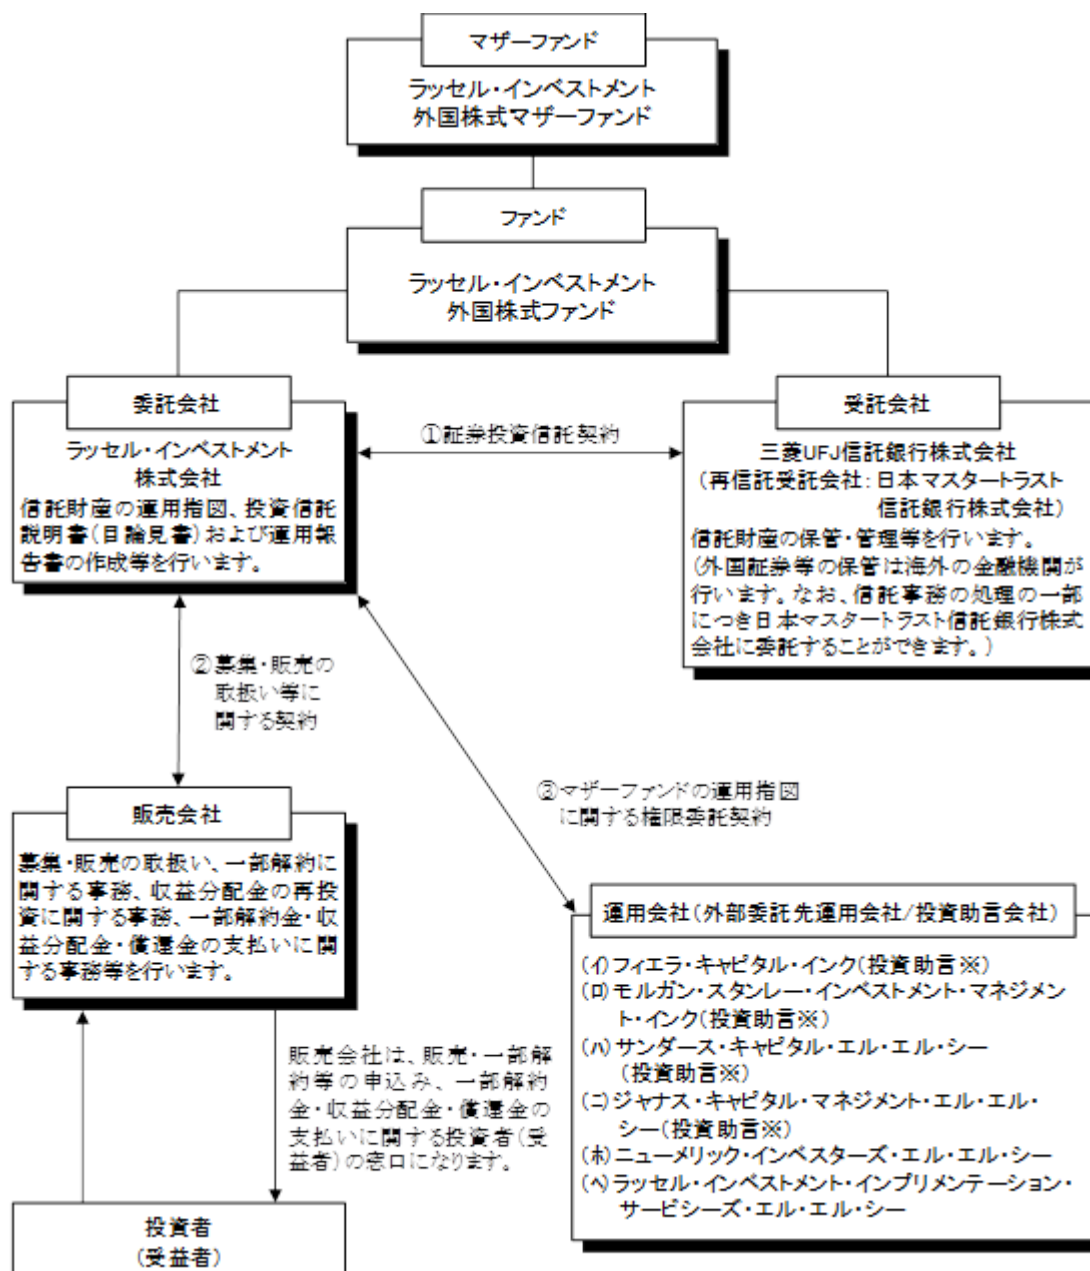 マザーファンド
ラッセル・インベストメント
外国株式マザーファンド
ファンド
ラッセル・インベストメント
外国株式ファンド
委託会社
ラッセル・インベストメント
株式会社
信託財産の運用指図、投資信託
説明書(目論見書)および運用報
告書の作成等を行います。
①証券投資信託契約
受託会社
三菱UFJ信託銀行株式会社
(再信託受託会社:日本マスタートラスト
信託銀行株式会社)
信託財産の保管・管理等を行います。
(外国証券等の保管は海外の金融機関が
行います。なお、信託事務の処理の一部
につき日本マスタートラスト信託銀行株式
会社に委託することができます。)
②募集・販売の
取扱い等に
関する契約
③マザーファンドの運用指図
に関する権限委託契約
販売会社
募集・販売の取扱い、一部解約に
関する事務、収益分配金の再投
資に関する事務、一部解約金・収
益分配金・償還金の支払いに関
する事務等を行います。
運用会社(外部委託先運用会社/投資助言会社)
(イ)フィエラ・キャピタル・インク(投資助言※)
(ロ)モルガン・スタンレー・インベストメント・マネジメン
ト・インク(投資助言※)
(ハ)サンダース・キャピタル・エル・エル・シー
(投資助言※)
(ニ)ジャナス・キャピタル・マネジメント・エル・エル・
シー(投資助言※)
(ホ)ニューメリック・インベスターズ・エル・エル・シー
(ヘ)ラッセル・インベストメント・インプリメンテーション・
サービシーズ・エル・エル・シー
販売会社は、販売・一部解
約等の申込み、一部解約
金・収益分配金・償還金の
支払いに関する投資者(受
益者)の窓口になります。
投資者
(受益者)